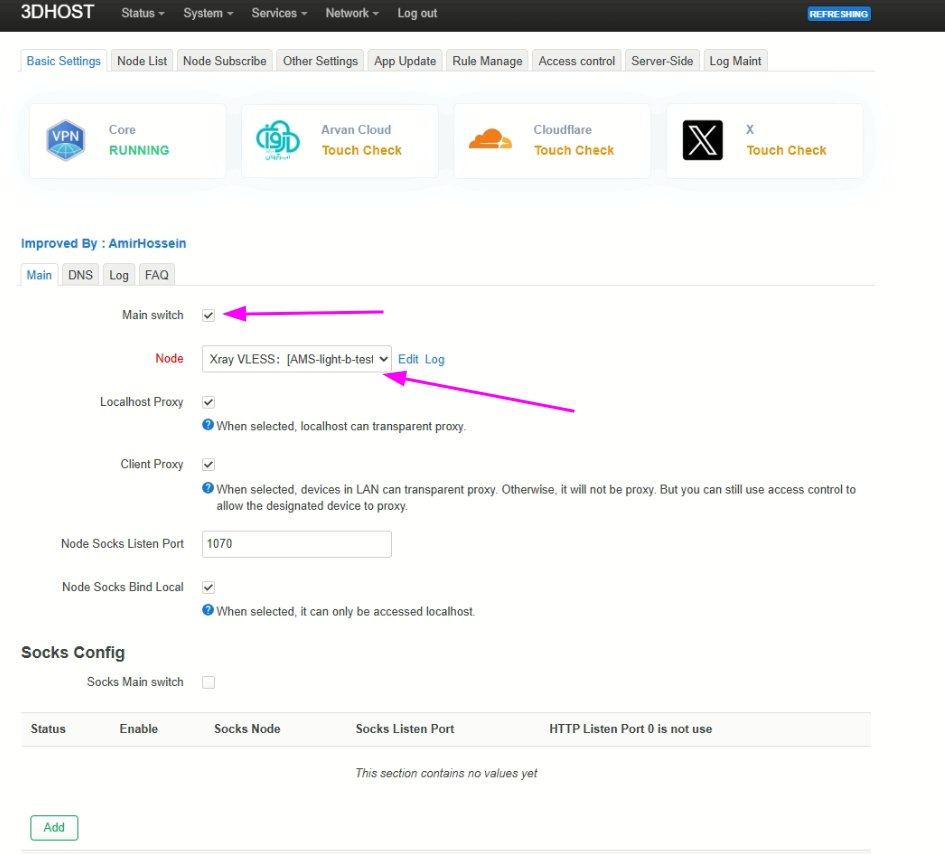 3DHOST Status System Services Network Log out REFRESHING
Basic Settings Node List Node Subscribe Other Settings App Update Rule Manage Access control Server-Side Log Maint
VPN Core Arvan Cloud Cloudflare X
RUNNING Touch Check Touch Check Touch Check
Improved By : AmirHossein
Main DNS Log FAQ
Main switch
Node Xray VLESS: [AMS-light-b-test Edit Log
Localhost Proxy
When selected, localhost can transparent proxy.
Client Proxy
When selected, devices in LAN can transparent proxy. Otherwise, it will not be proxy. But you can still use access control to
allow the designated device to proxy.
Node Socks Listen Port 1070
Node Socks Bind Local
When selected, it can only be accessed localhost.
Socks Config
Socks Main switch
Status Enable Socks Node Socks Listen Port HTTP Listen Port 0 is not use
This section contains no values yet
Add